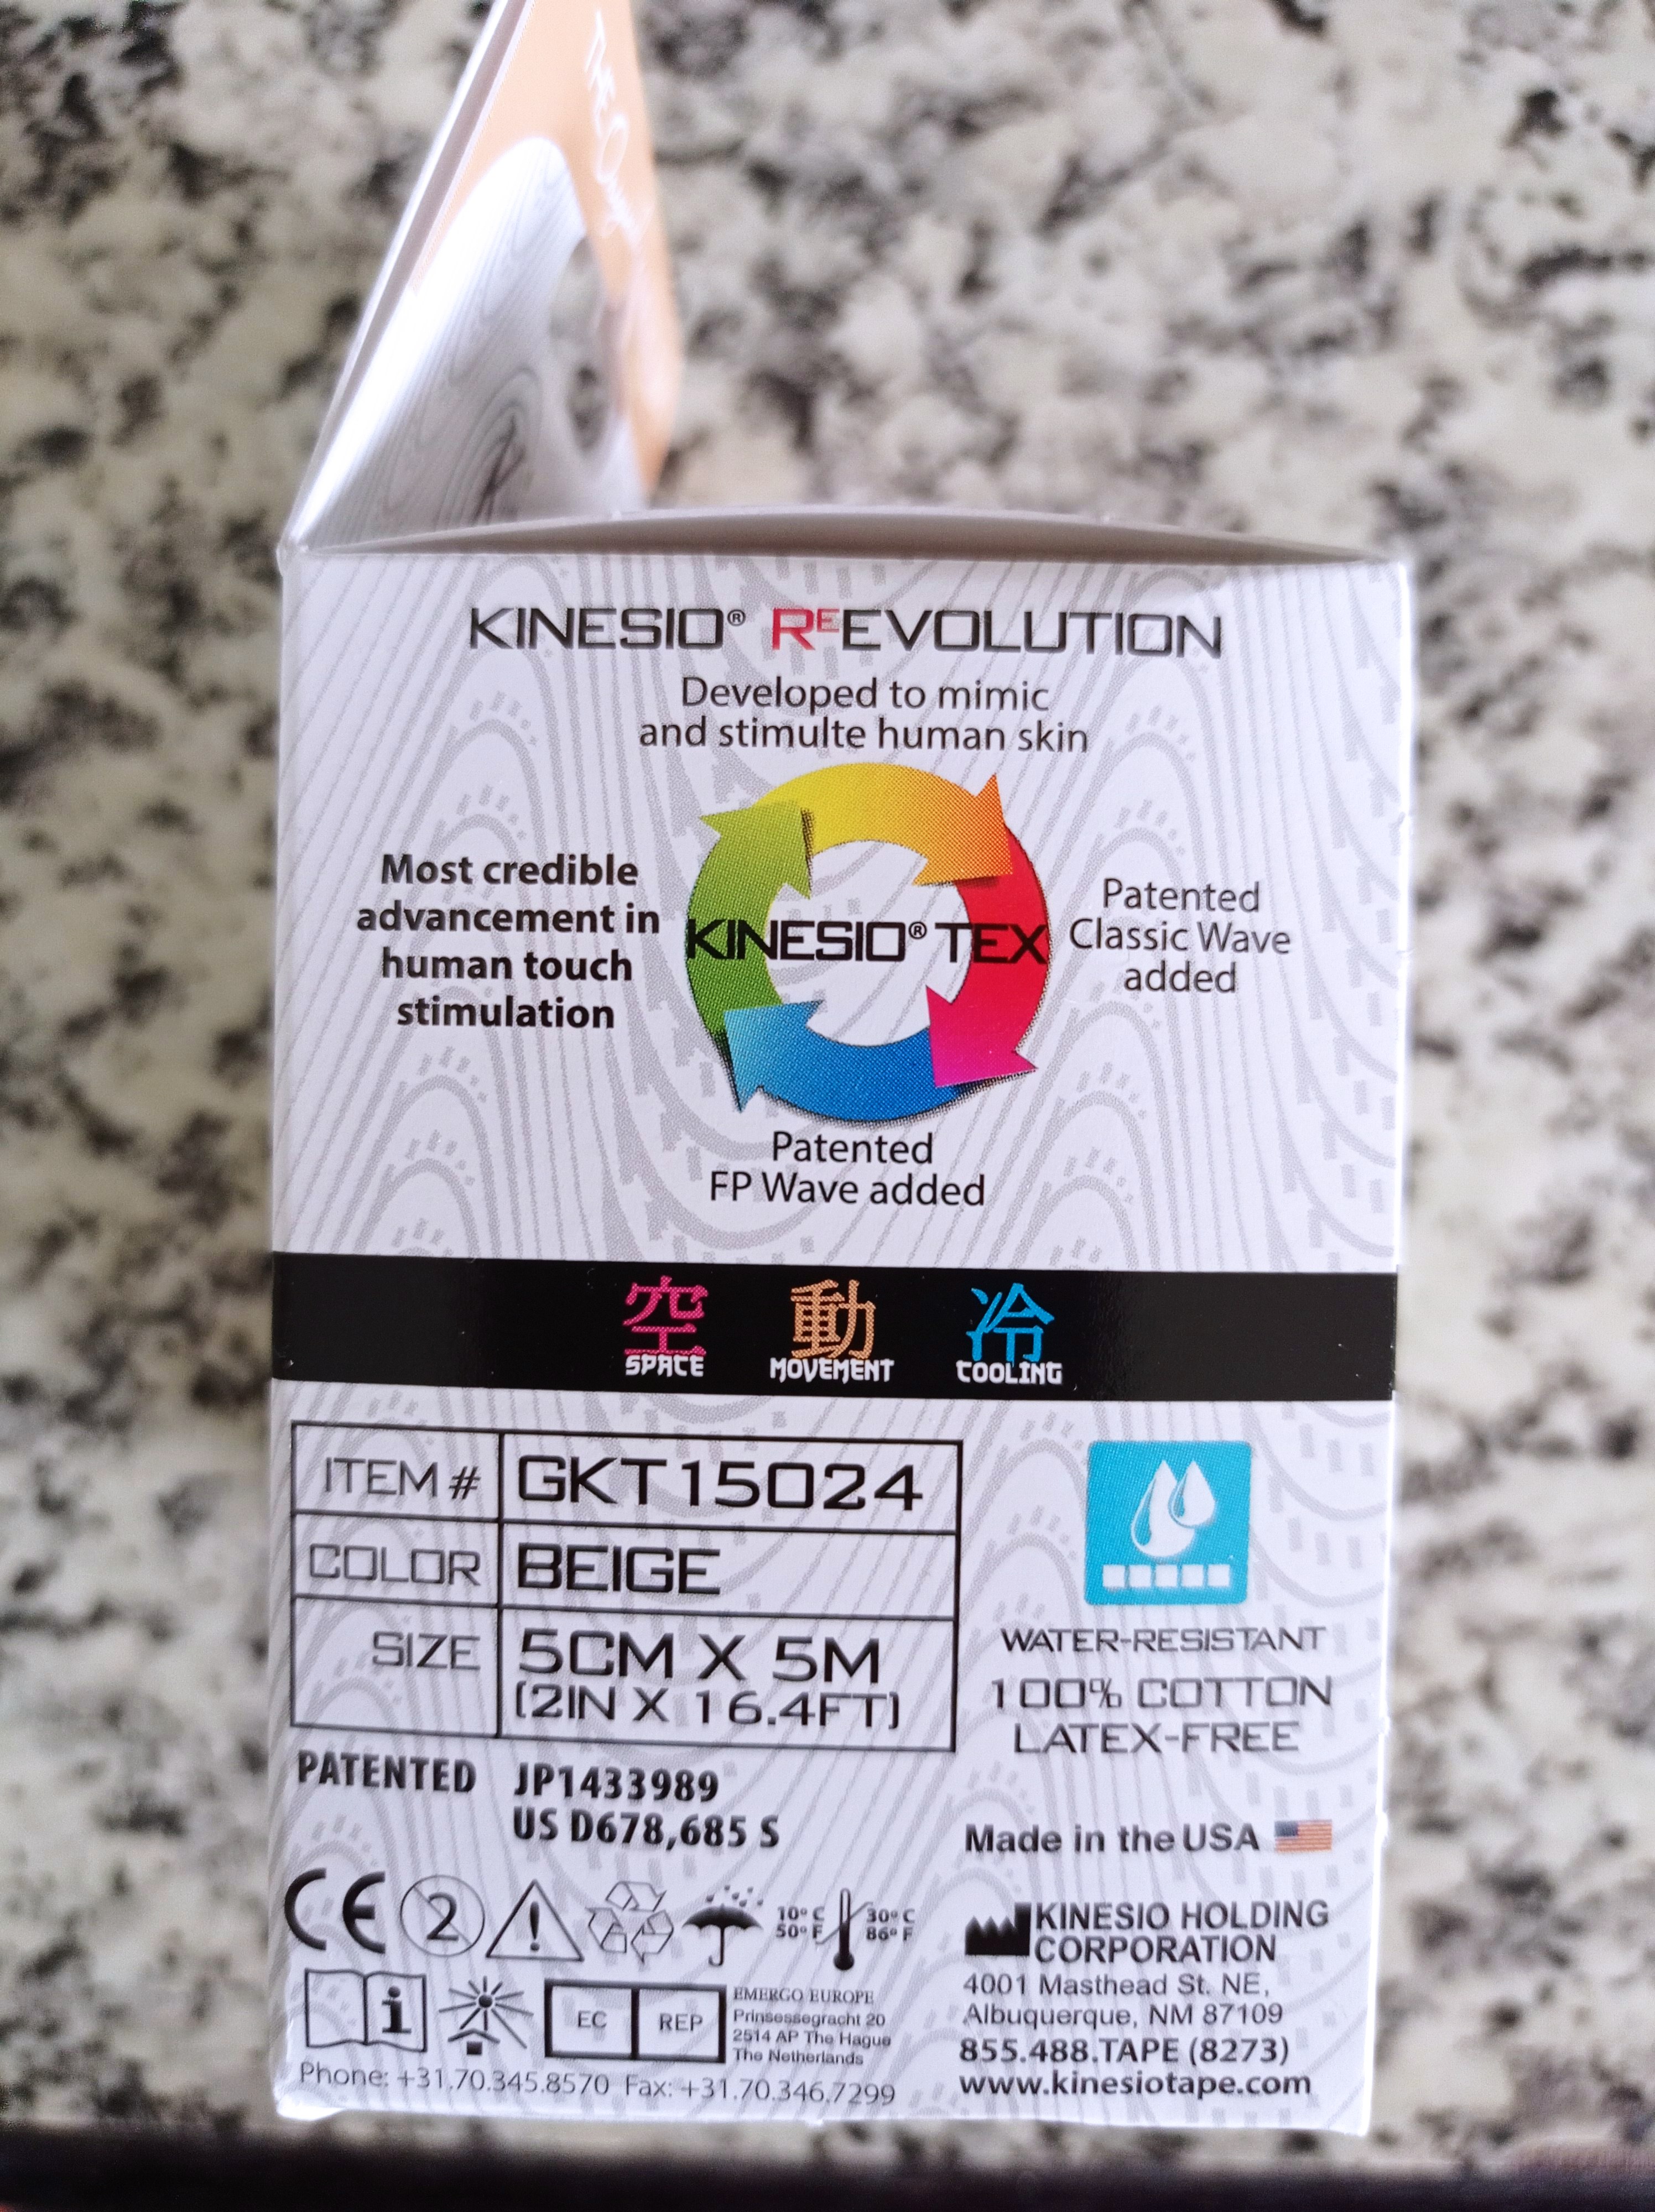 KINESIO® REEVOLUTION
Developed to mimic
and stimulte human skin
Most credible
advancement in
human touch
stimulation
KINESIO® TEX
Patented
Classic Wave
added
Patented
FP Wave added
空 動 冷
SPACE MOVEMENT COOLING
ITEM # GKT15024
COLOR BEIGE
SIZE 5CM X 5M
(2IN X 16.4FT)
WATER-RESISTANT
100% COTTON
LATEX-FREE
PATENTED JP1433989
US D678,685 S
Made in the USA
CE 2 ! 10° C 30° C
50° F 86° F
KINESIO HOLDING
CORPORATION
4001 Masthead St. NE,
Albuquerque, NM 87109
855.488.TAPE (8273)
www.kinesiotape.com
i EC REP
EMERGO EUROPE
Prinsessegracht 20
2514 AP The Hague
The Netherlands
Phone: +31.70.345.8570 Fax: +31.70.346.7299